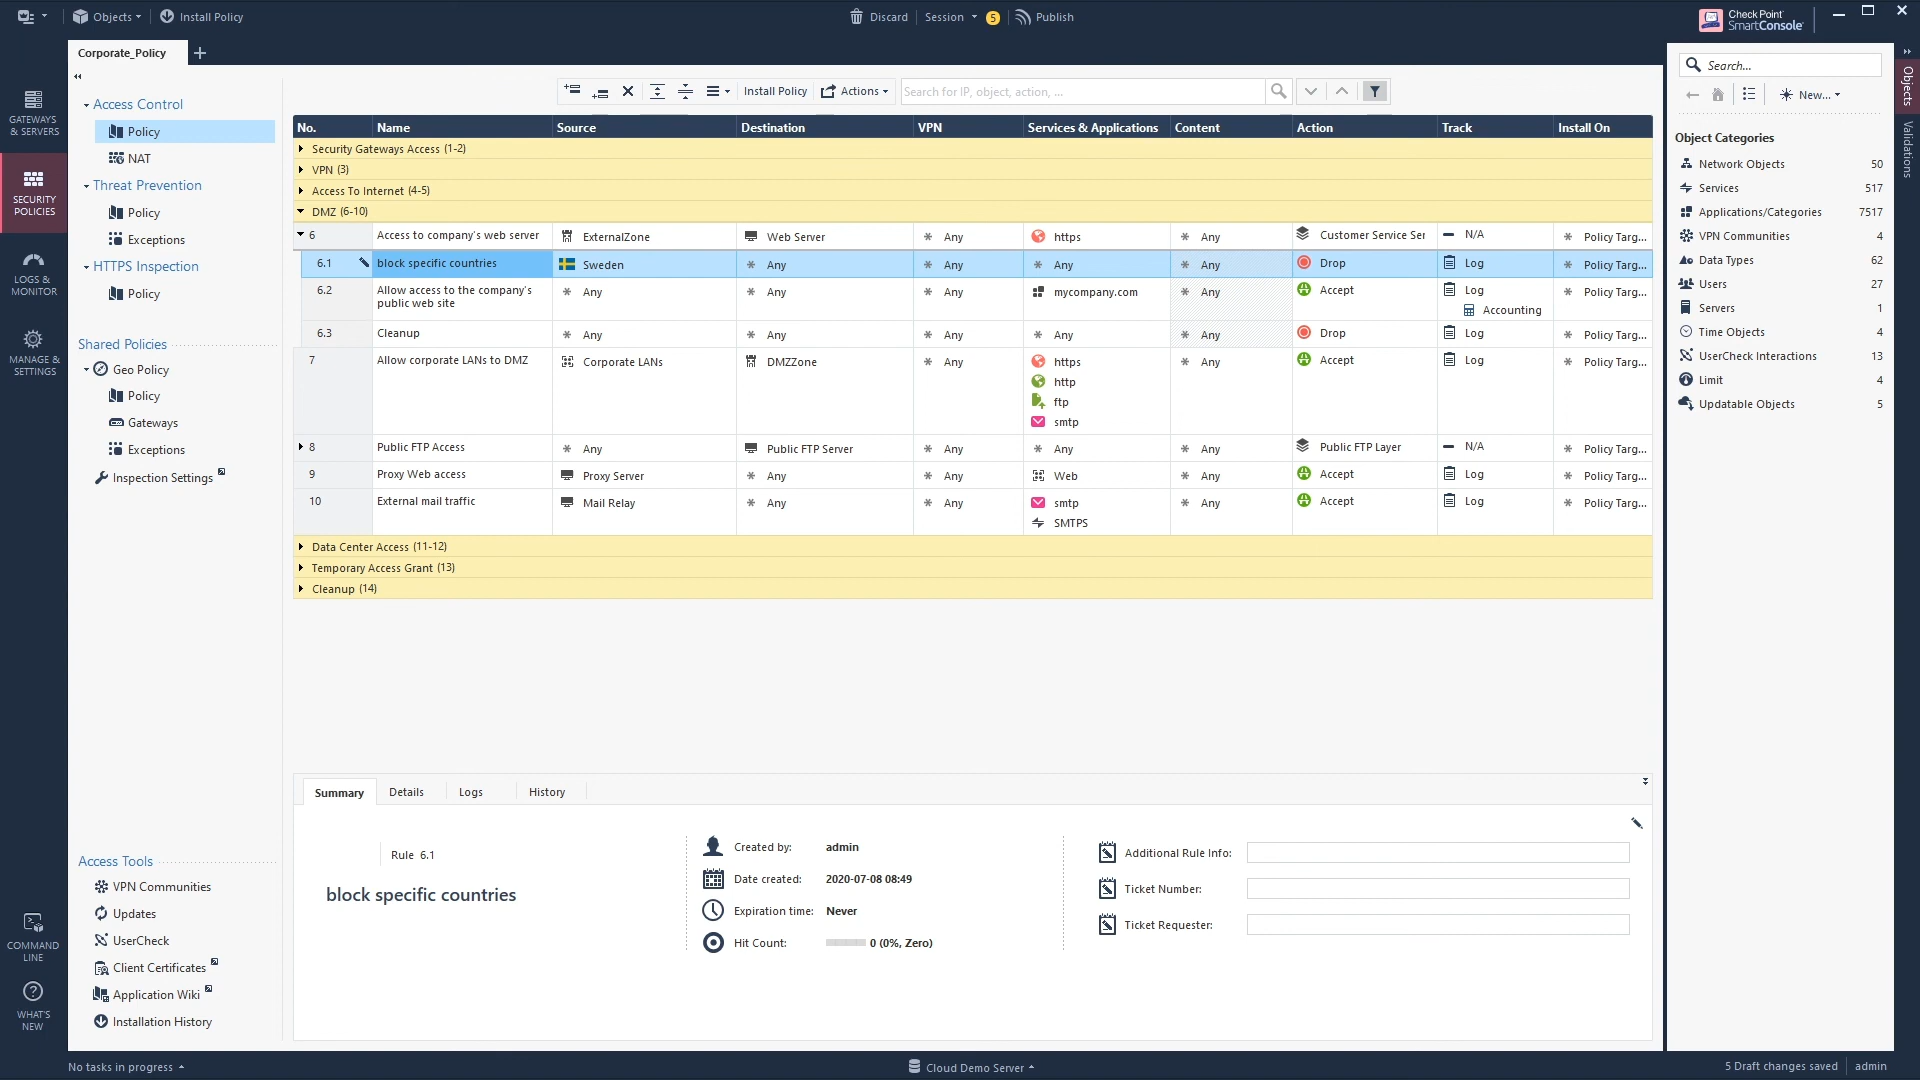 Objects
Install Policy
Discard
Session
5
Publish
Check Point
SmartConsole
Corporate_Policy
GATEWAYS
& SERVERS
SECURITY
POLICIES
LOGS &
MONITOR
MANAGE &
SETTINGS
COMMAND
LINE
WHAT'S
NEW
Access Control
Policy
NAT
Threat Prevention
Policy
Exceptions
HTTPS Inspection
Policy
Shared Policies
Geo Policy
Policy
Gateways
Exceptions
Inspection Settings
Access Tools
VPN Communities
Updates
UserCheck
Client Certificates
Application Wiki
Installation History
Install Policy
Actions
Search for IP, object, action, ...
No. Name Source Destination VPN Services & Applications Content Action Track Install On
Security Gateways Access (1-2)
VPN (3)
Access To Internet (4-5)
DMZ (6-10)
6 Access to company's web server ExternalZone Web Server Any https Any Customer Service Ser N/A Policy Targ...
6.1 block specific countries Sweden Any Any Any Any Drop Log Policy Targ...
6.2 Allow access to the company's Any Any Any mycompany.com Any Accept Log Policy Targ...
public web site Accounting
6.3 Cleanup Any Any Any Any Any Drop Log Policy Targ...
7 Allow corporate LANs to DMZ Corporate LANs DMZZone Any https Any Accept Log Policy Targ...
http
ftp
smtp
8 Public FTP Access Any Public FTP Server Any Any Any Public FTP Layer N/A Policy Targ...
9 Proxy Web access Proxy Server Any Any Web Any Accept Log Policy Targ...
10 External mail traffic Mail Relay Any Any smtp Any Accept Log Policy Targ...
SMTPS
Data Center Access (11-12)
Temporary Access Grant (13)
Cleanup (14)
Summary
Details
Logs
History
Rule 6.1
block specific countries
Created by: admin
Date created: 2020-07-08 08:49
Expiration time: Never
Hit Count: 0 (0%, Zero)
Additional Rule Info:
Ticket Number:
Ticket Requester:
Search...
New...
Object Categories
Network Objects 50
Services 517
Applications/Categories 7517
VPN Communities 4
Data Types 62
Users 27
Servers 1
Time Objects 4
UserCheck Interactions 13
Limit 4
Updatable Objects 5
Objects
Validations
No tasks in progress
Cloud Demo Server
5 Draft changes saved
admin